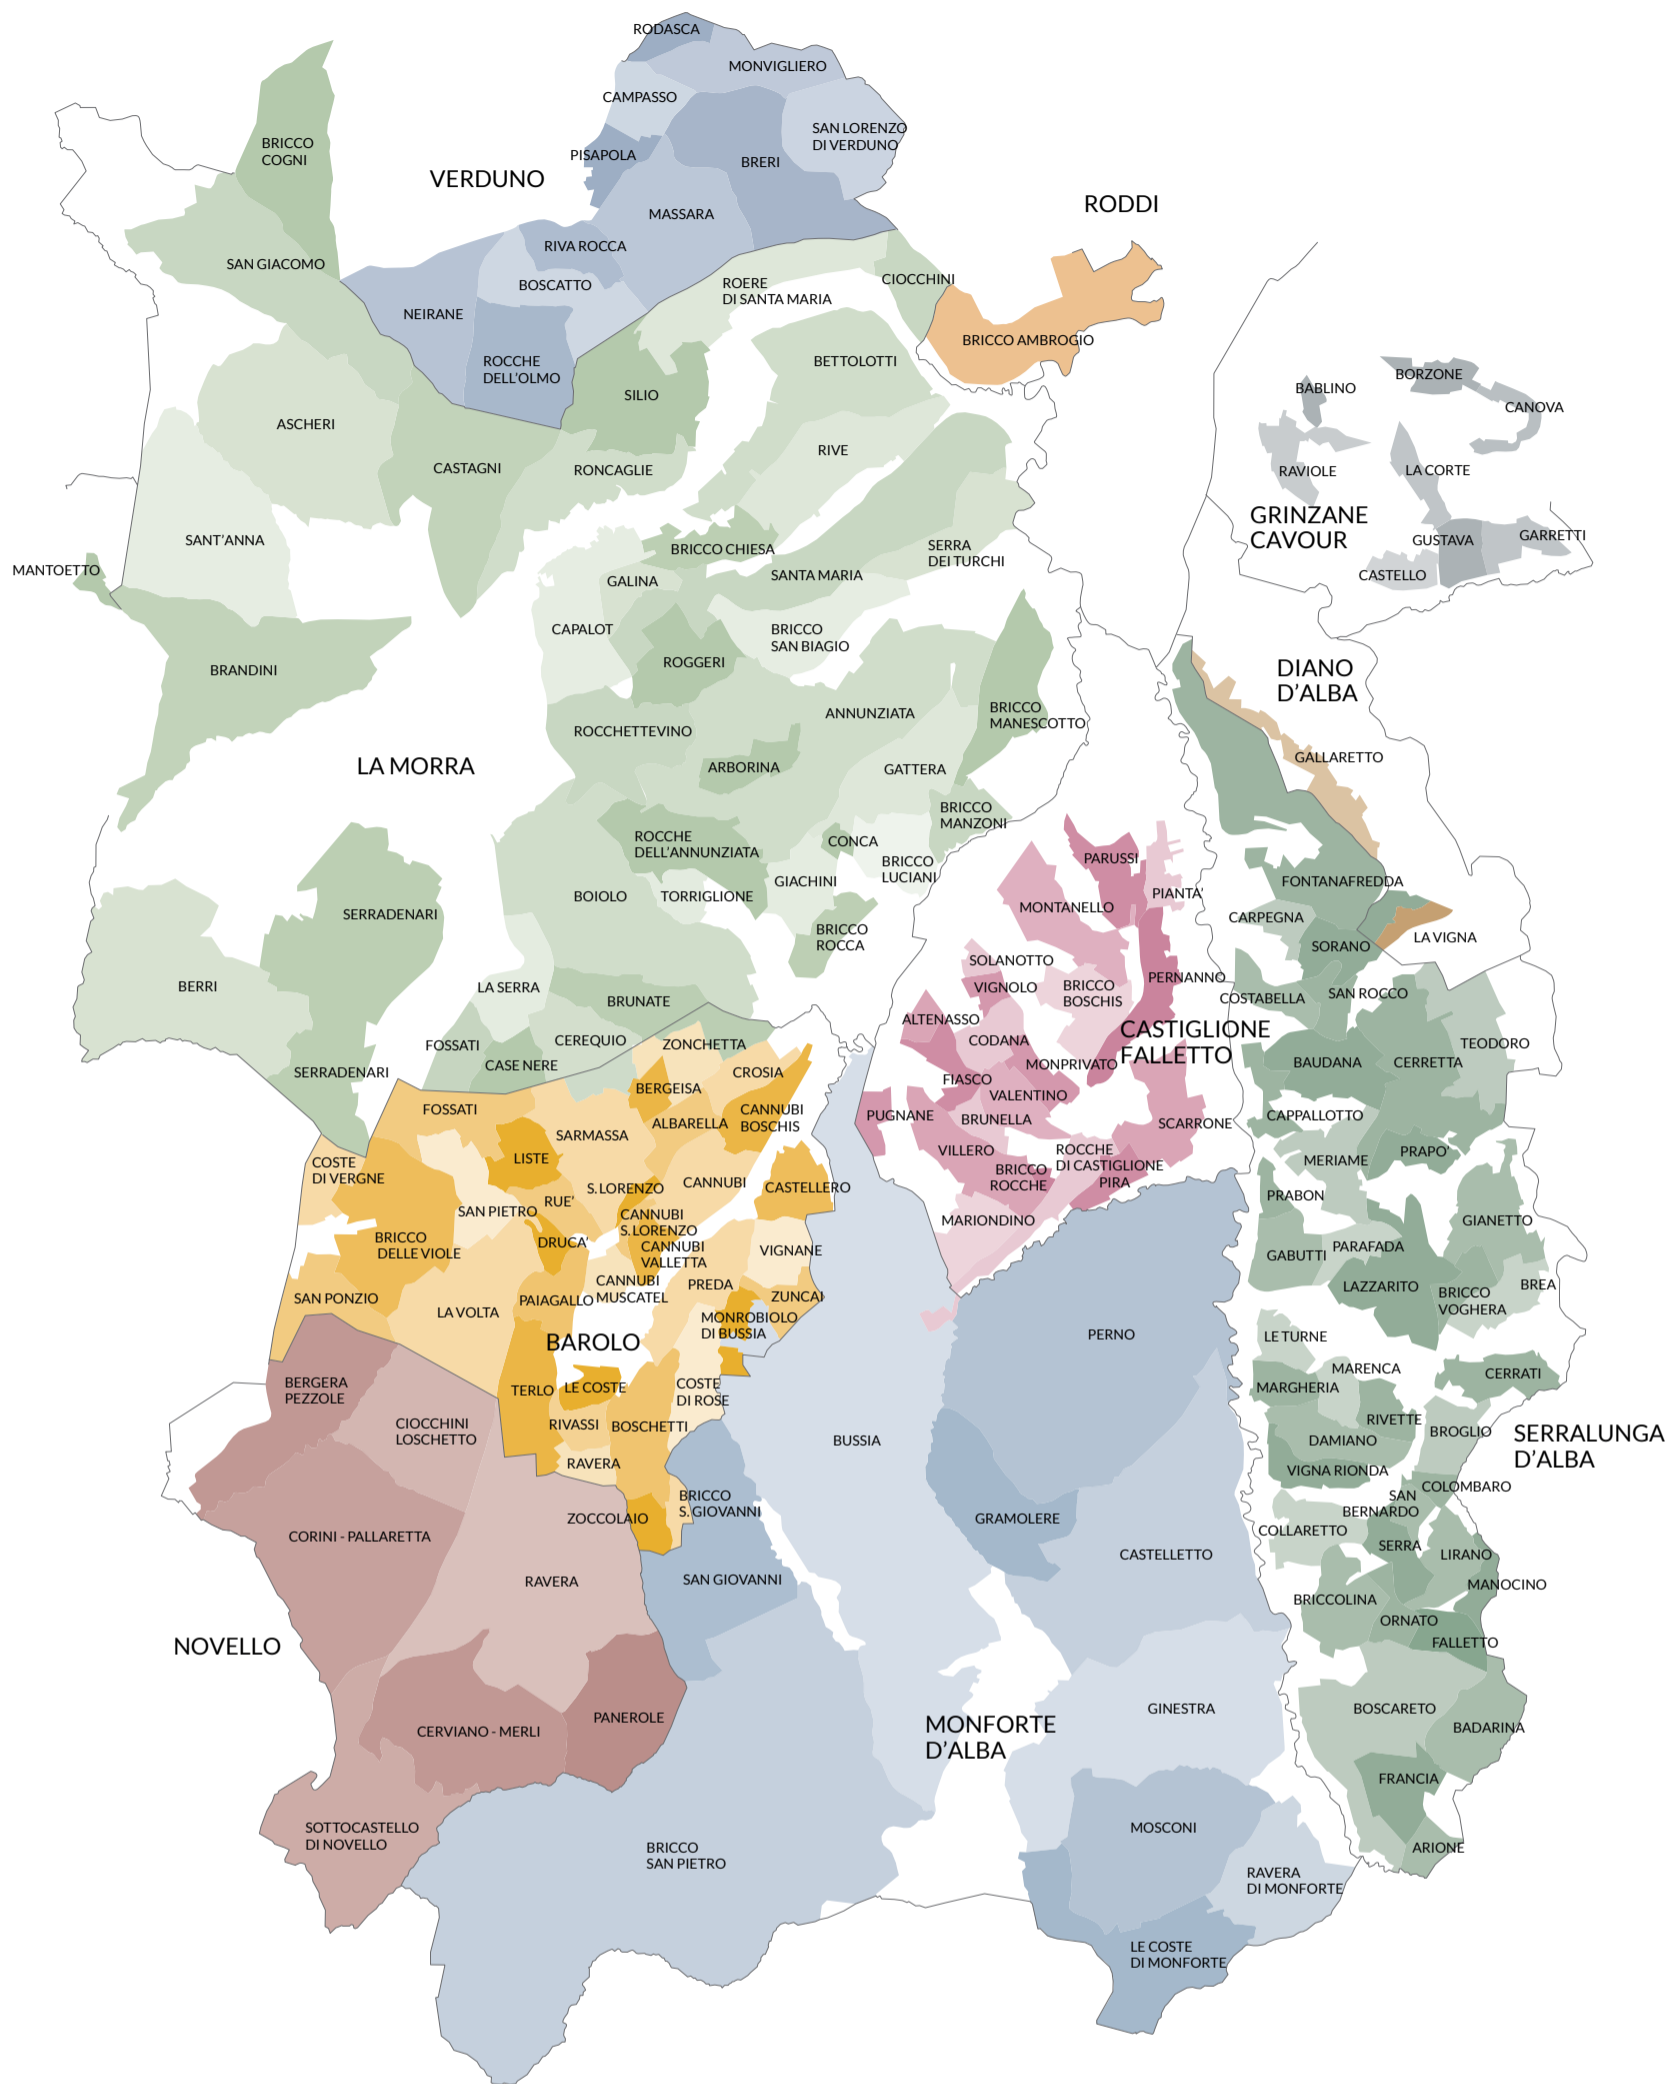 RODASCA
MONVIGLIERO
CAMPASSO
SAN LORENZO
DI VERDUNO
BRICCO
COGNI
PISAPOLA
BRERI
VERDUNO
MASSARA
RODDI
RIVA ROCCA
SAN GIACOMO
BOSCATTO
ROERE
DI SANTA MARIA
CIOCCHINI
NEIRANE
BRICCO AMBROGIO
ROCCHE
DELL'OLMO
BETTOLOTTI
SILIO
BORZONE
BABLINO
CANOVA
ASCHERI
RIVE
CASTAGNI
RONCAGLIE
RAVIOLE
LA CORTE
GRINZANE
CAVOUR
SANT'ANNA
BRICCO CHIESA
SERRA
DEI TURCHI
GUSTAVA
GARRETTI
MANTOETTO
GALINA
SANTA MARIA
CASTELLO
CAPALOT
BRICCO
SAN BIAGIO
BRANDINI
ROGGERI
DIANO
D'ALBA
ANNUNZIATA
BRICCO
MANESCOTTO
ROCCHETTEVINO
LA MORRA
ARBORINA
GATTERA
GALLARETTO
BRICCO
MANZONI
ROCCHE
DELL'ANNUNZIATA
CONCA
BRICCO
LUCIANI
PARUSSI
GIACHINI
FONTANAFREDDA
BOIOLO
TORRIGLIONE
PIANTA'
SERRADENARI
MONTANELLO
CARPEGNA
BRICCO
ROCCA
SORANO
LA VIGNA
BERRI
LA SERRA
BRUNATE
SOLANOTTO
VIGNOLO
BRICCO
BOSCHIS
PERNANNO
COSTABELLA
SAN ROCCO
ALTENASSO
CASTIGLIONE
FALLETTO
FOSSATI
CEREQUIO
ZONCHETTA
CODANA
TEODORO
CASE NERE
SERRADENARI
CROSIA
MONPRIVATO
BAUDANA
CERRETTA
BERGEISA
FIASCO
VALENTINO
FOSSATI
ALBARELLA
CANNUBI
BOSCHIS
PUGNANE
BRUNELLA
SCARRONE
CAPPALLOTTO
SARMASSA
LISTE
VILLERO
ROCCHE
DI CASTIGLIONE
MERIAME
PRAPO'
COSTE
DI VERGNE
BRICCO
ROCCHE
PIRA
S.LORENZO
CANNUBI
CASTELLERO
PRABON
SAN PIETRO
RUE'
CANNUBI
S.LORENZO
MARIONDINO
GIANETTO
BRICCO
DELLE VIOLE
DRUCA'
CANNUBI
VALLETTA
VIGNANE
GABUTTI
PARAFADA
CANNUBI
MUSCATEL
PREDA
ZUNCAI
LAZZARITO
BRICCO
VOGHERA
BREA
SAN PONZIO
LA VOLTA
PAIAGALLO
MONROBIOLO
DI BUSSIA
BAROLO
PERNO
LE TURNE
MARENCA
CERRATI
BERGERA
PEZZOLE
TERLO
LE COSTE
COSTE
DI ROSE
MARGHERIA
CIOCCHINI
LOSCHETTO
RIVASSI
BOSCHETTI
BUSSIA
RIVETTE
DAMIANO
BROGLIO
SERRALUNGA
D'ALBA
RAVERA
VIGNA RIONDA
BRICCO
S. GIOVANNI
COLOMBARO
SAN
BERNARDO
ZOCCOLAIO
GRAMOLERE
COLLARETTO
CORINI - PALLARETTA
SERRA
LIRANO
CASTELLETTO
RAVERA
SAN GIOVANNI
MANOCINO
BRICCOLINA
ORNATO
FALLETTO
NOVELLO
BOSCARETO
GINESTRA
BADARINA
PANEROLE
CERVIANO - MERLI
MONFORTE
D'ALBA
FRANCIA
SOTTOCASTELLO
DI NOVELLO
MOSCONI
ARIONE
BRICCO
SAN PIETRO
RAVERA
DI MONFORTE
LE COSTE
DI MONFORTE